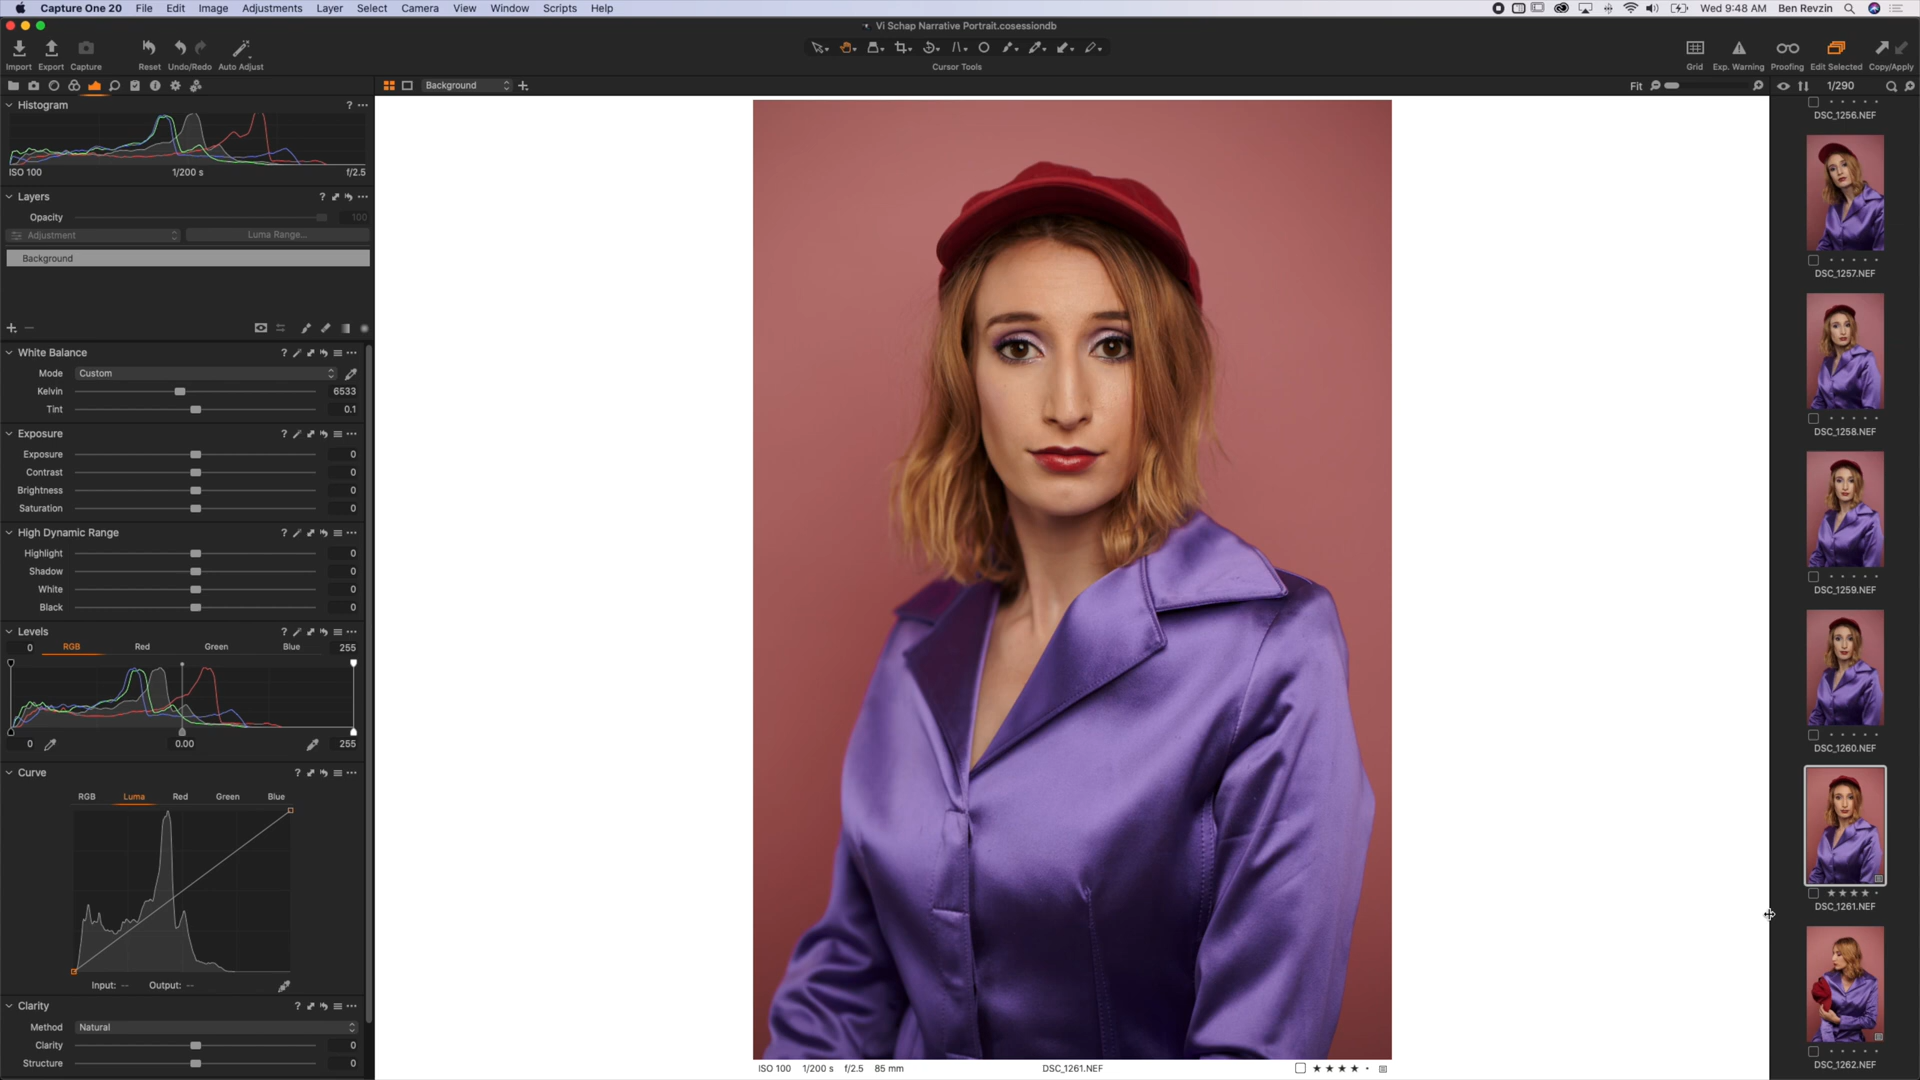 Capture One 20 File Edit Image Adjustments Layer Select Camera View Window Scripts Help Wed 9:48 AM Ben Revzin
Vi Schap Narrative Portrait.cosessiondb
Import Export Capture Reset Undo/Redo Auto Adjust Cursor Tools Grid Exp. Warning Proofing Edit Selected Copy/Apply
Background Fit 1/290
Histogram ?
ISO 100 1/200 s f/2.5
Layers ?
Opacity 100
Adjustment Luma Range...
Background
White Balance ?
Mode Custom
Kelvin 6533
Tint 0.1
Exposure ?
Exposure 0
Contrast 0
Brightness 0
Saturation 0
High Dynamic Range ?
Highlight 0
Shadow 0
White 0
Black 0
Levels ?
0 RGB Red Green Blue 255
0 0.00 255
Curve ?
RGB Luma Red Green Blue
Input: -- Output: --
Clarity ?
Method Natural
Clarity 0
Structure 0
ISO 100 1/200 s f/2.5 85 mm DSC_1261.NEF
DSC_1256.NEF
DSC_1257.NEF
DSC_1258.NEF
DSC_1259.NEF
DSC_1260.NEF
DSC_1261.NEF
DSC_1262.NEF